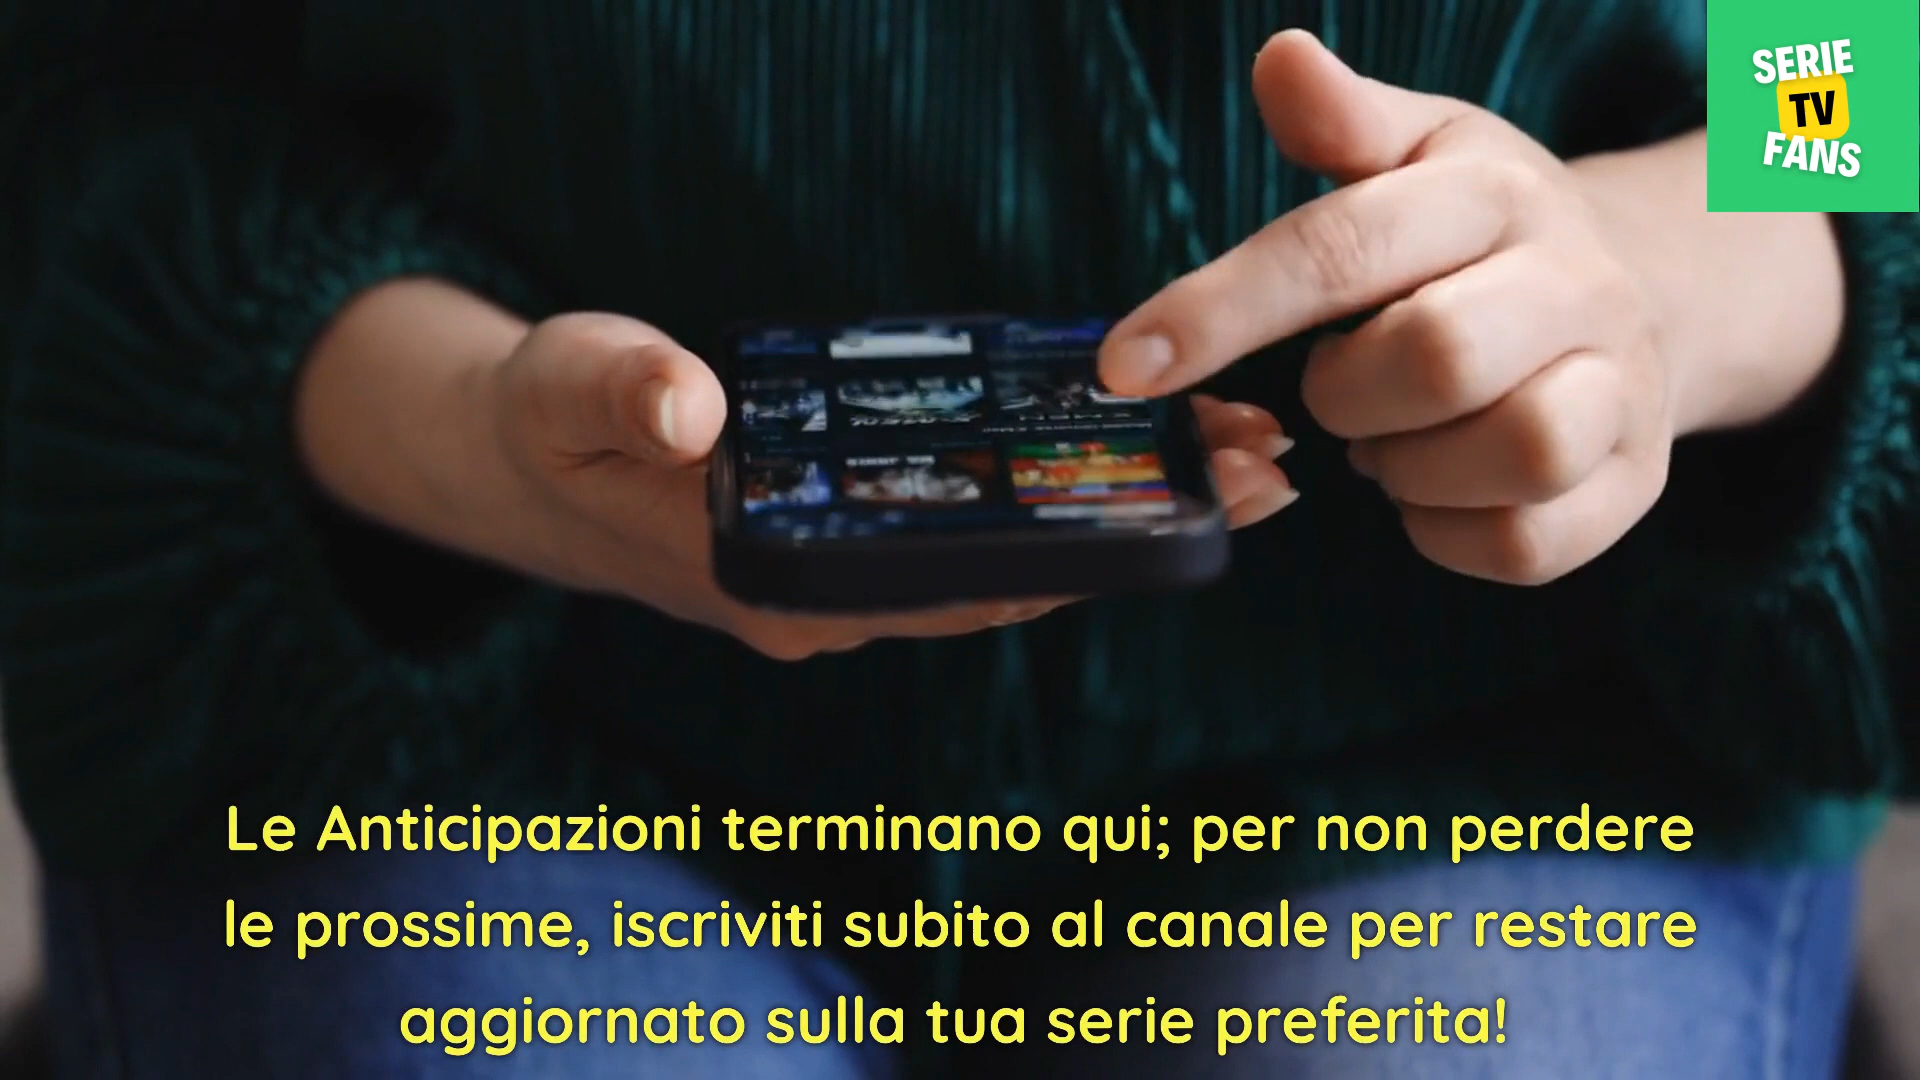 SERIE
TV
FANS
Le Anticipazioni terminano qui; per non perdere
le prossime, iscriviti subito al canale per restare
aggiornato sulla tua serie preferita!